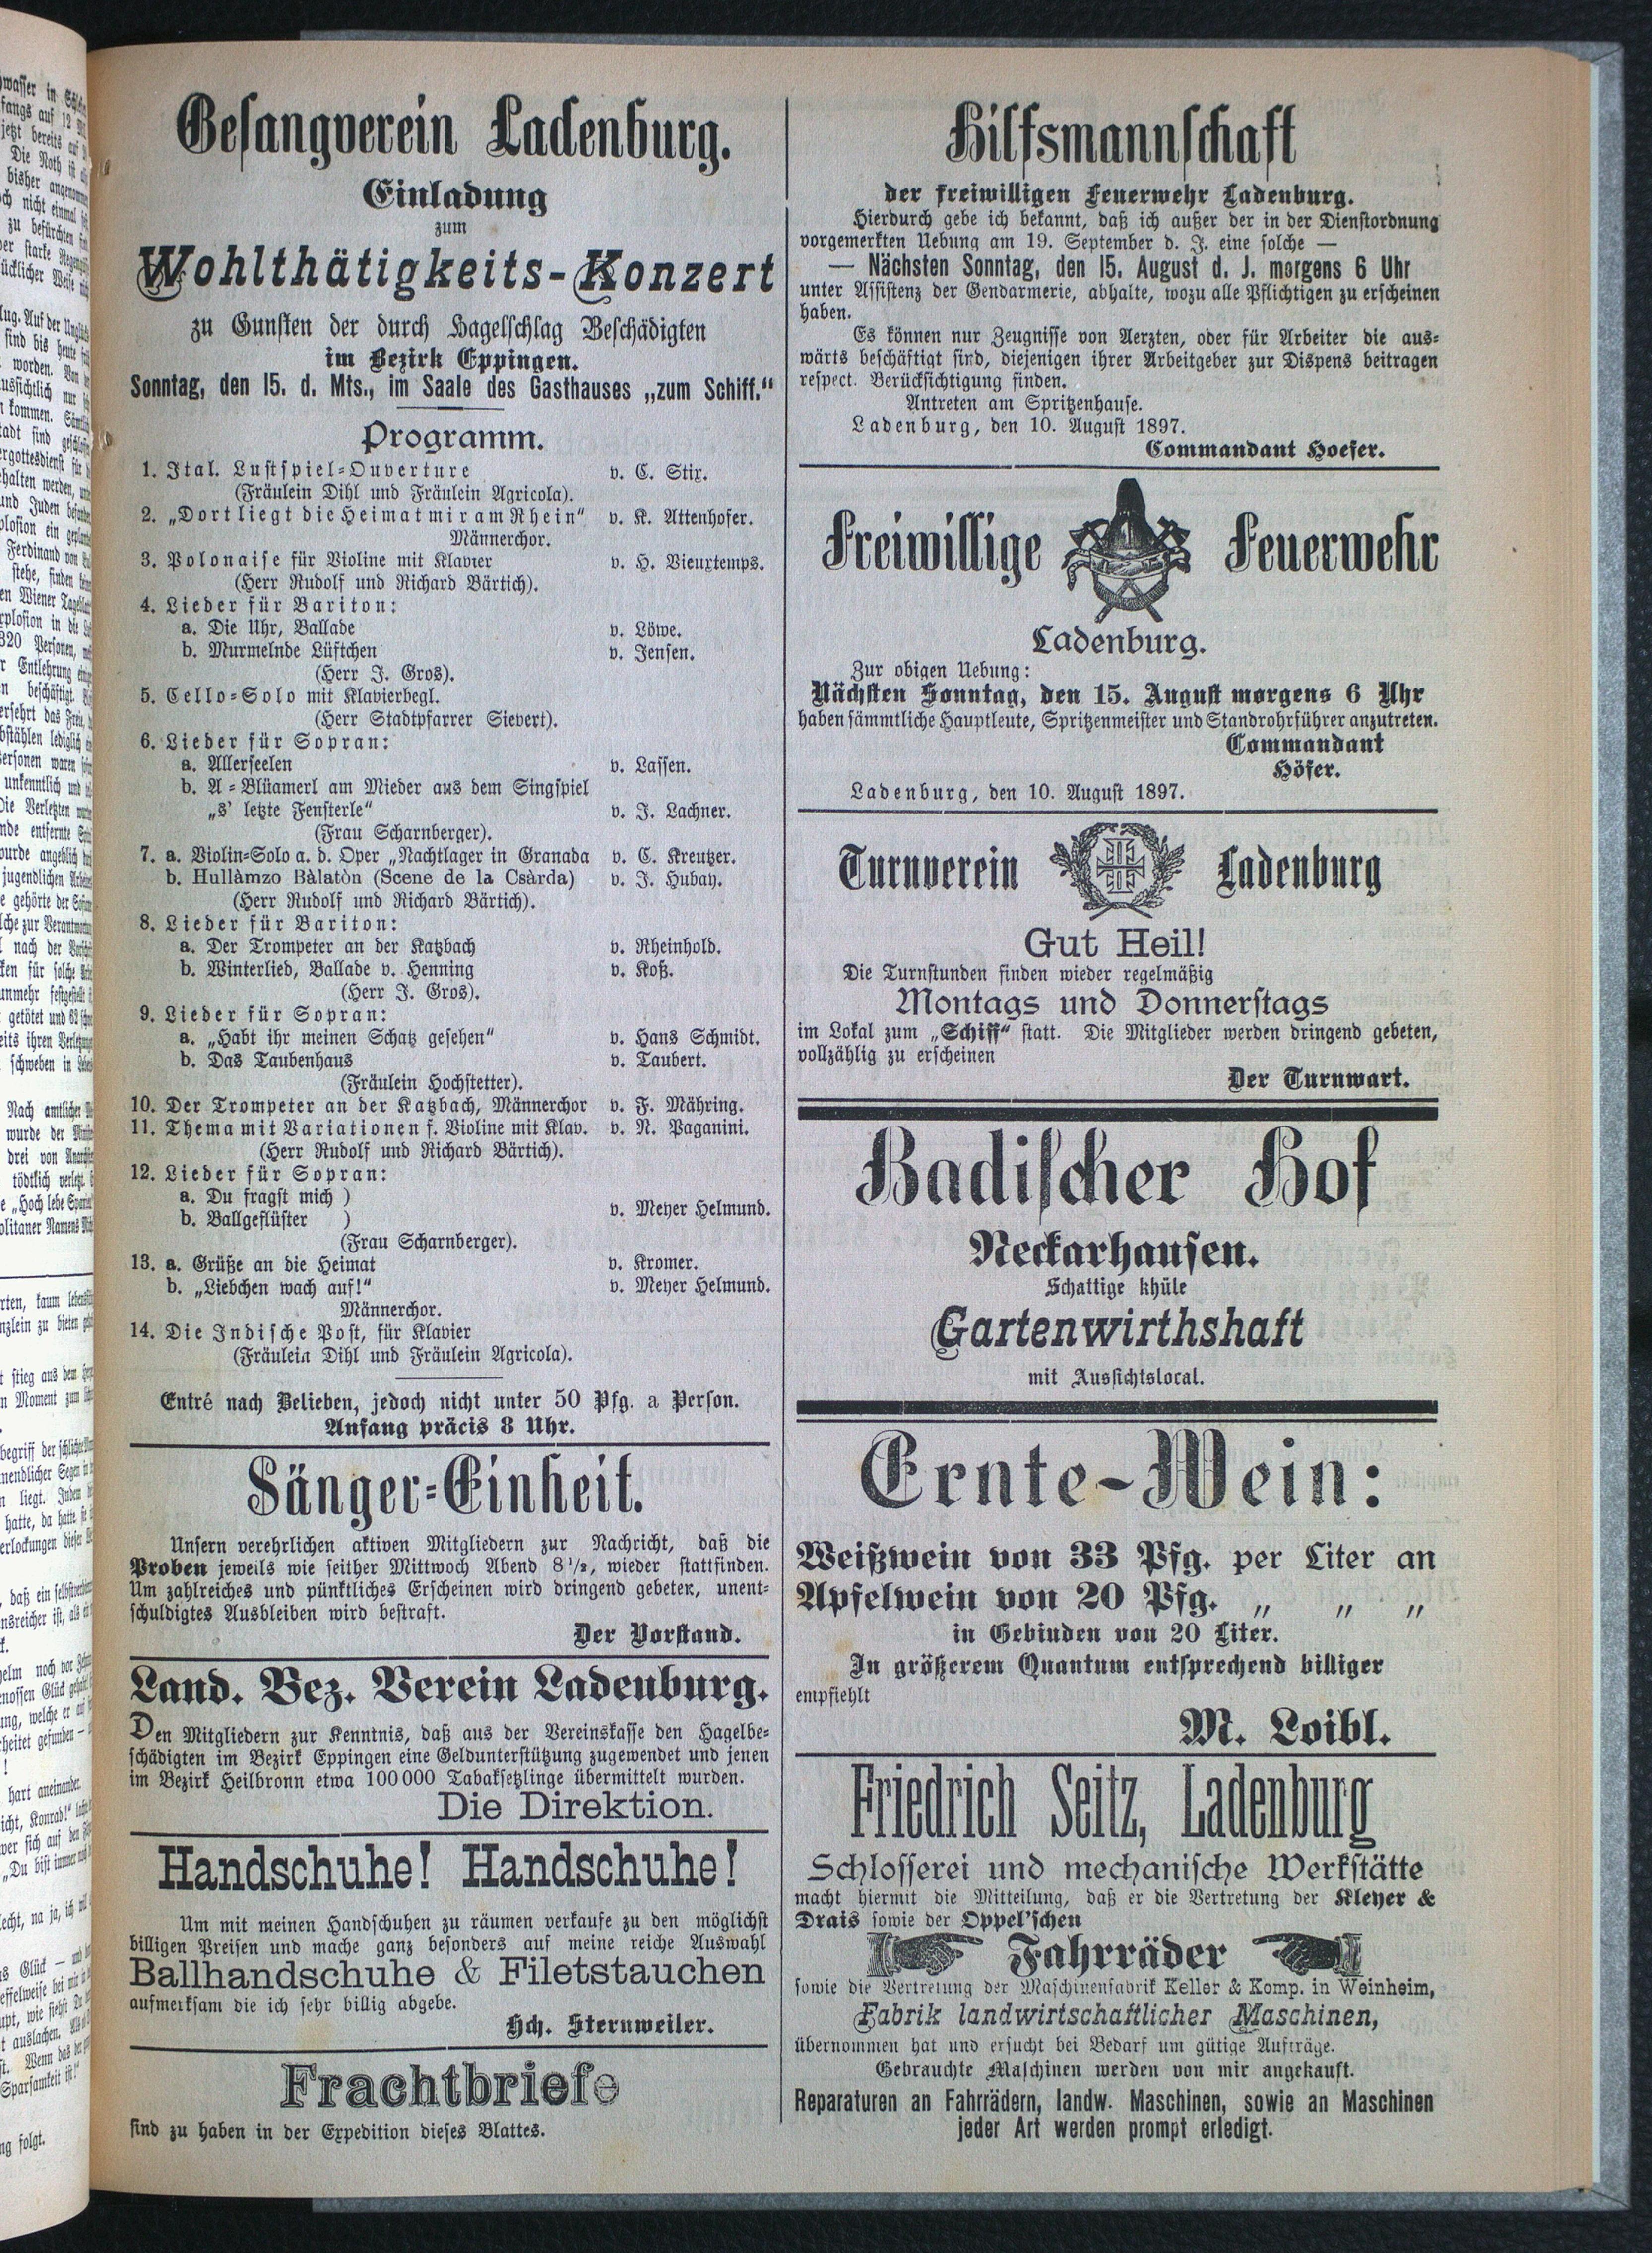 Gesangverein Ladenburg.
Einladung
zum
Wohlthätigkeits-Konzert
zu Gunsten der durch Hagelschlag Beschädigten
im Bezirk Eppingen.
Sonntag, den 15. d. Mts., im Saale des Gasthauses „zum Schiff.“
Programm.
1. Ital. Lustspiel-Ouverture v. C. Stix.
(Fräulein Dihl und Fräulein Agricola).
2. „Dort liegt die Heimat mir am Rhein“ v. K. Attenhofer.
Männerchor.
3. Polonaise für Violine mit Klavier v. H. Vieuxtemps.
(Herr Rudolf und Richard Bärtich).
4. Lieder für Bariton:
a. Die Uhr, Ballade v. Löwe.
b. Murmelnde Lüftchen v. Jensen.
(Herr J. Gros).
5. Cello-Solo mit Klavierbegl.
(Herr Stadtpfarrer Sievert).
6. Lieder für Sopran:
a. Allerseelen v. Lassen.
b. A-Blüamerl am Mieder aus dem Singspiel
„s' letzte Fensterle“ v. J. Lachner.
(Frau Scharnberger).
7. a. Violin-Solo a. d. Oper „Nachtlager in Granada v. C. Kreutzer.
b. Hullàmzo Bàlatòn (Scene de la Csàrda) v. J. Hubay.
(Herr Rudolf und Richard Bärtich).
8. Lieder für Bariton:
a. Der Trompeter an der Katzbach v. Rheinhold.
b. Winterlied, Ballade v. Henning v. Koß.
(Herr J. Gros).
9. Lieder für Sopran:
a. „Habt ihr meinen Schatz gesehen“ v. Hans Schmidt.
b. Das Taubenhaus v. Taubert.
(Fräulein Hochstetter).
10. Der Trompeter an der Katzbach, Männerchor v. F. Mähring.
11. Thema mit Variationen f. Violine mit Klav. v. N. Paganini.
(Herr Rudolf und Richard Bärtich).
12. Lieder für Sopran:
a. Du fragst mich )
b. Ballgeflüster ) v. Meyer Helmund.
(Frau Scharnberger).
13. a. Grüße an die Heimat v. Kromer.
b. „Liebchen wach auf!“ v. Meyer Helmund.
Männerchor.
14. Die Indische Post, für Klavier
(Fräulein Dihl und Fräulein Agricola).
Entré nach Belieben, jedoch nicht unter 50 Pfg. a Person.
Anfang präcis 8 Uhr.
Sänger-Einheit.
Unsern verehrlichen aktiven Mitgliedern zur Nachricht, daß die
Proben jeweils wie seither Mittwoch Abend 8 1/2, wieder stattfinden.
Um zahlreiches und pünktliches Erscheinen wird dringend gebeten, unent-
schuldigtes Ausbleiben wird bestraft.
Der Vorstand.
Land. Bez. Verein Ladenburg.
Den Mitgliedern zur Kenntnis, daß aus der Vereinskasse den Hagelbe-
schädigten im Bezirk Eppingen eine Geldunterstützung zugewendet und jenen
im Bezirk Heilbronn etwa 100 000 Tabaksetzlinge übermittelt wurden.
Die Direktion.
Handschuhe! Handschuhe!
Um mit meinen Handschuhen zu räumen verkaufe zu den möglichst
billigen Preisen und mache ganz besonders auf meine reiche Auswahl
Ballhandschuhe & Filetstauchen
aufmerksam die ich sehr billig abgebe.
Hch. Sternweiler.
Frachtbriefe
sind zu haben in der Expedition dieses Blattes.
Hilfsmannschaft
der freiwilligen Feuerwehr Ladenburg.
Hierdurch gebe ich bekannt, daß ich außer der in der Dienstordnung
vorgemerkten Uebung am 19. September d. J. eine solche —
— Nächsten Sonntag, den 15. August d. J. morgens 6 Uhr
unter Assistenz der Gendarmerie, abhalte, wozu alle Pflichtigen zu erscheinen
haben.
Es können nur Zeugnisse von Aerzten, oder für Arbeiter die aus-
wärts beschäftigt sind, diejenigen ihrer Arbeitgeber zur Dispens beitragen
respect. Berücksichtigung finden.
Antreten am Spritzenhause.
Ladenburg, den 10. August 1897.
Commandant Hoefer.
Freiwillige Feuerwehr
Ladenburg.
Zur obigen Uebung:
Nächsten Sonntag, den 15. August morgens 6 Uhr
haben sämmtliche Hauptleute, Spritzenmeister und Standrohrführer anzutreten.
Commandant
Höfer.
Ladenburg, den 10. August 1897.
Turnverein Ladenburg
Gut Heil!
Die Turnstunden finden wieder regelmäßig
Montags und Donnerstags
im Lokal zum „Schiff“ statt. Die Mitglieder werden dringend gebeten,
vollzählig zu erscheinen
Der Turnwart.
Badischer Hof
Neckarhausen.
Schattige khüle
Gartenwirthshaft
mit Aussichtslocal.
Ernte-Wein:
Weißwein von 33 Pfg. per Liter an
Apfelwein von 20 Pfg. „ „ „
in Gebinden von 20 Liter.
In größerem Quantum entsprechend billiger
empfiehlt
M. Loibl.
Friedrich Seitz, Ladenburg
Schlosserei und mechanische Werkstätte
macht hiermit die Mitteilung, daß er die Vertretung der Kleyer &
Drais sowie der Oppel'schen
Fahrräder
sowie die Vertretung der Maschinenfabrik Keller & Komp. in Weinheim,
Fabrik landwirtschaftlicher Maschinen,
übernommen hat und ersucht bei Bedarf um gütige Aufträge.
Gebrauchte Maschinen werden von mir angekauft.
Reparaturen an Fahrrädern, landw. Maschinen, sowie an Maschinen
jeder Art werden prompt erledigt.